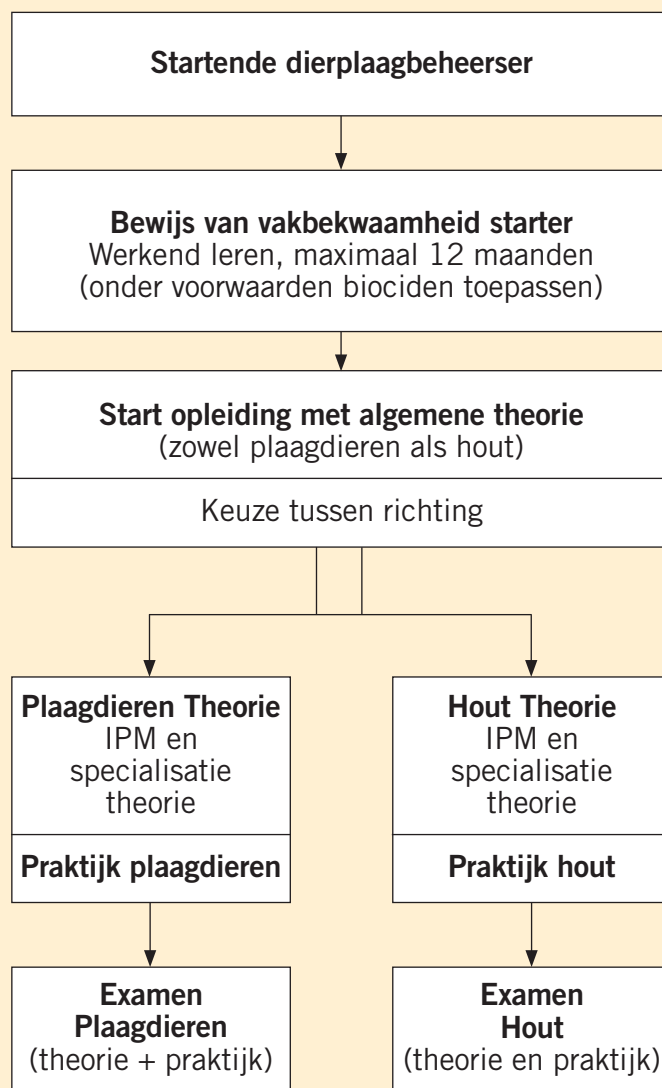 Startende dierplaagbeheerser
Bewijs van vakbekwaamheid starter
Werkend leren, maximaal 12 maanden
(onder voorwaarden biociden toepassen)
Start opleiding met algemene theorie
(zowel plaagdieren als hout)
Keuze tussen richting
Plaagdieren Theorie
IPM en
specialisatie
theorie
Praktijk plaagdieren
Examen
Plaagdieren
(theorie + praktijk)
Hout Theorie
IPM en
specialisatie
theorie
Praktijk hout
Examen
Hout
(theorie en praktijk)